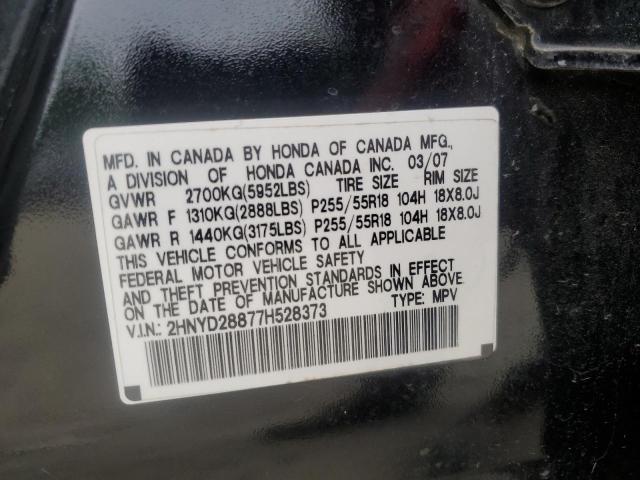 MFD. IN CANADA BY HONDA OF CANADA MFG.,
A DIVISION OF HONDA CANADA INC. 03/07
GVWR 2700KG(5952LBS) TIRE SIZE RIM SIZE
GAWR F 1310KG(2888LBS) P255/55R18 104H 18X8.0J
GAWR R 1440KG(3175LBS) P255/55R18 104H 18X8.0J
THIS VEHICLE CONFORMS TO ALL APPLICABLE
FEDERAL MOTOR VEHICLE SAFETY
AND THEFT PREVENTION STANDARDS IN EFFECT
ON THE DATE OF MANUFACTURE SHOWN ABOVE.
V.I.N.: 2HNYD28877H528373 TYPE: MPV